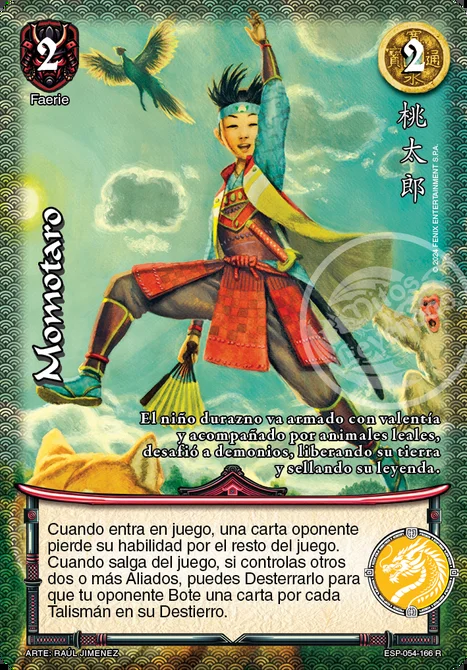 2
Faerie
2
桃太郎
© 2024 FENIX ENTERTAINMENT S.P.A.
Momotaro
El niño durazno va armado con valentía
y acompañado por animales leales,
desafió a demonios, liberando su tierra
y sellando su leyenda.
Cuando entra en juego, una carta oponente
pierde su habilidad por el resto del juego.
Cuando salga del juego, si controlas otros
dos o más Aliados, puedes Desterrarlo para
que tu oponente Bote una carta por cada
Talismán en su Destierro.
ARTE: RAÚL JIMENEZ
ESP-054-166 R